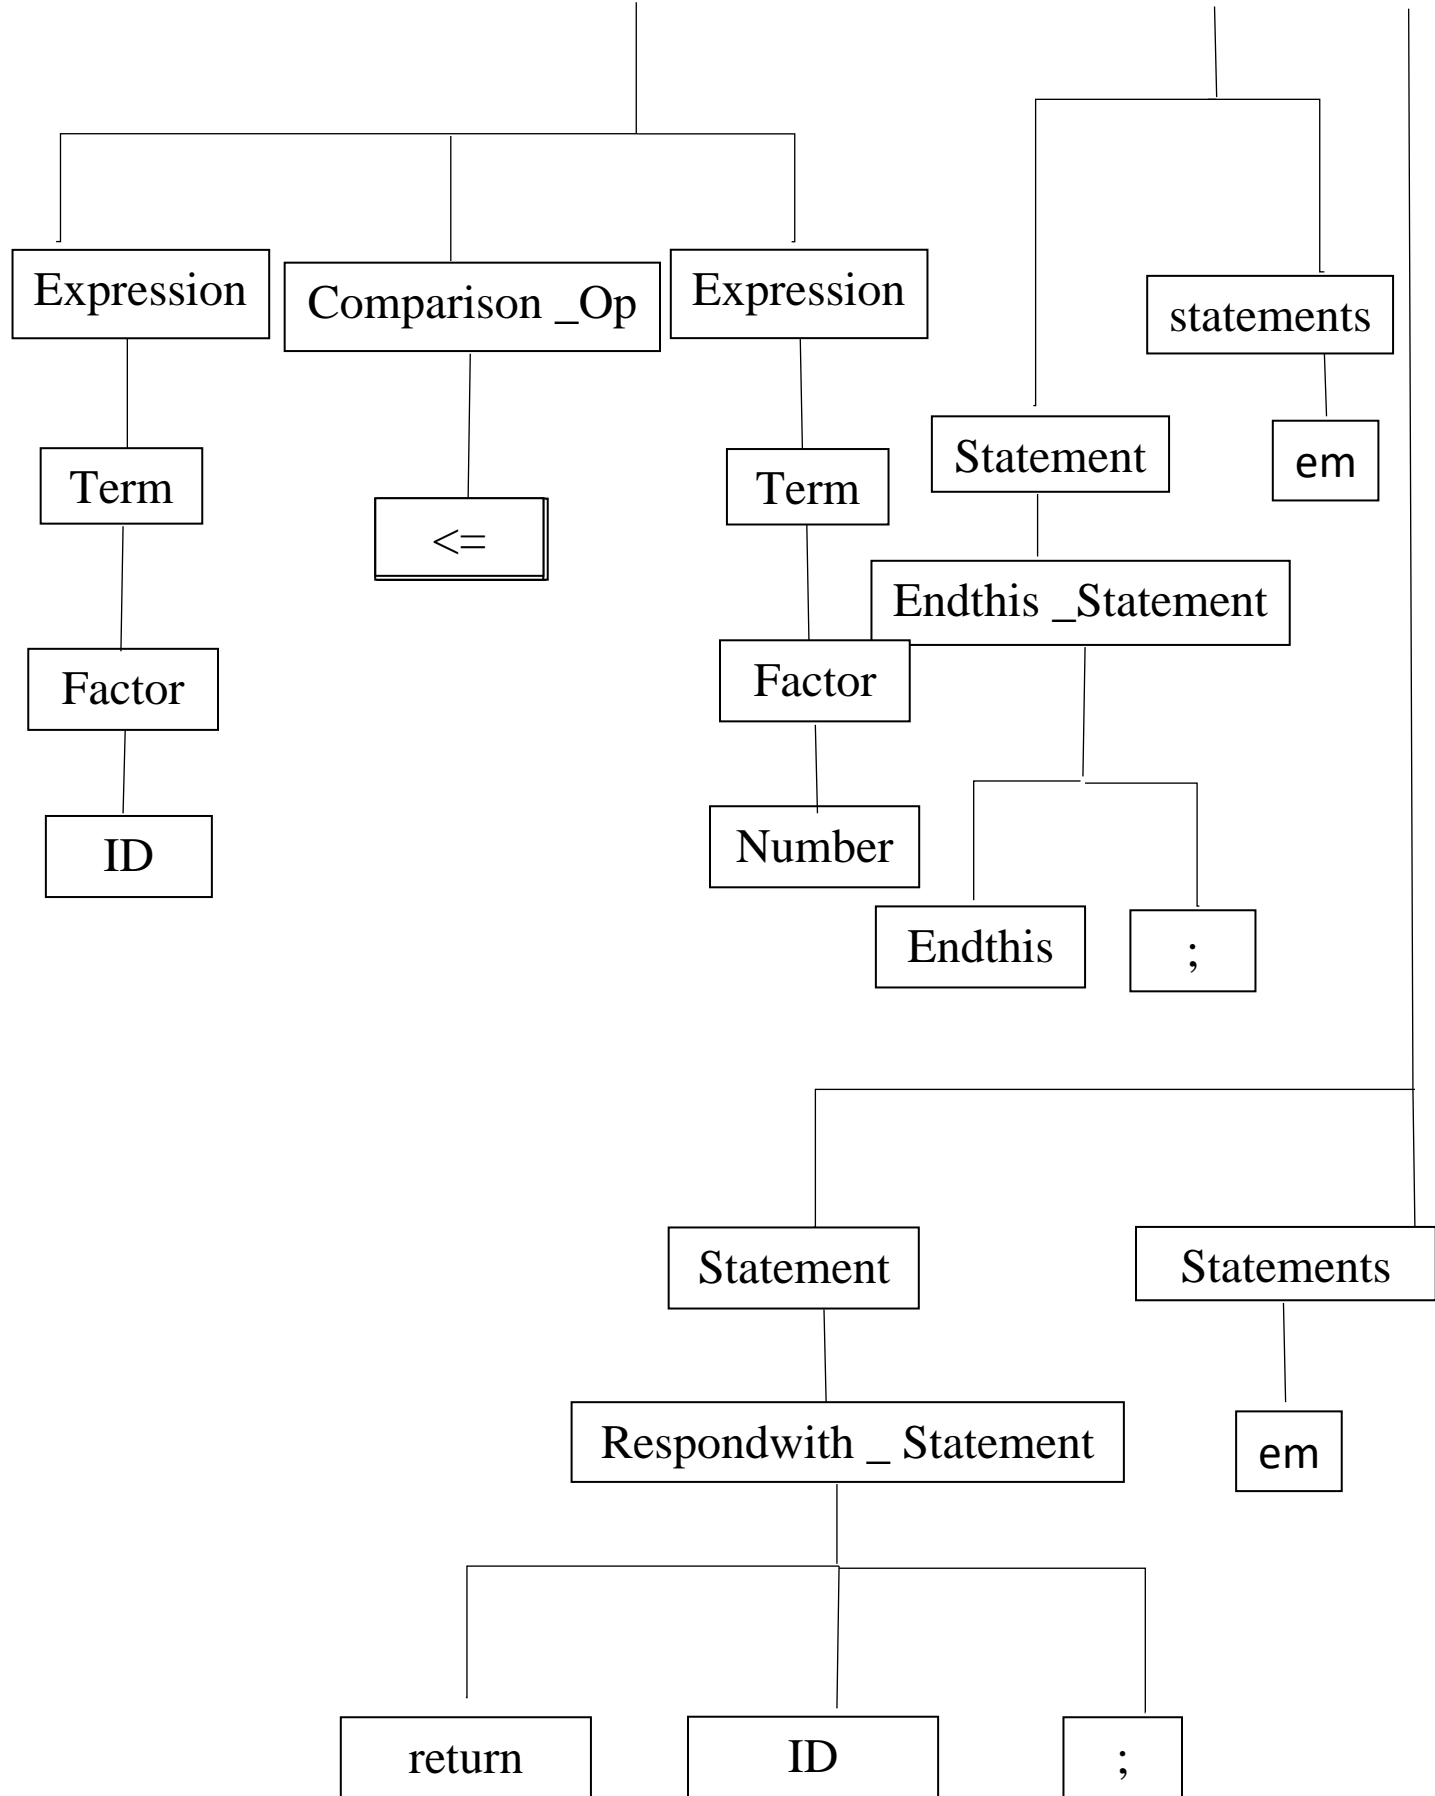 Expression
Comparison _Op
Expression
statements
Term
<=
Term
Statement
em
Endthis _Statement
Factor
Factor
ID
Number
Endthis
;
Statement
Statements
Respondwith _ Statement
em
return
ID
;